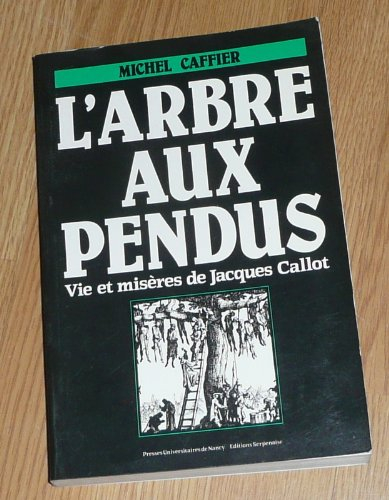 MICHEL CAFFIER
L'ARBRE
AUX
PENDUS
Vie et misères de Jacques Callot
Presses Universitaires de Nancy Editions Serpenoise